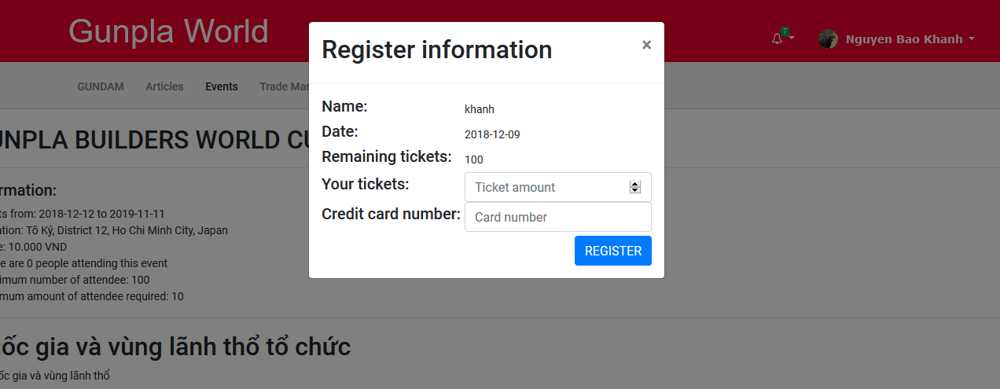 Gunpla World
7
Nguyen Bao Khanh
GUNDAM Articles Events Trade Mar
UNPLA BUILDERS WORLD CU
rmation:
ts from: 2018-12-12 to 2019-11-11
ation: Tô Ký, District 12, Ho Chi Minh City, Japan
e: 10.000 VND
e are 0 people attending this event
imum number of attendee: 100
mum amount of attendee required: 10
ốc gia và vùng lãnh thổ tổ chức
ốc gia và vùng lãnh thổ
Register information ×
Name: khanh
Date: 2018-12-09
Remaining tickets: 100
Your tickets: Ticket amount
Credit card number: Card number
REGISTER